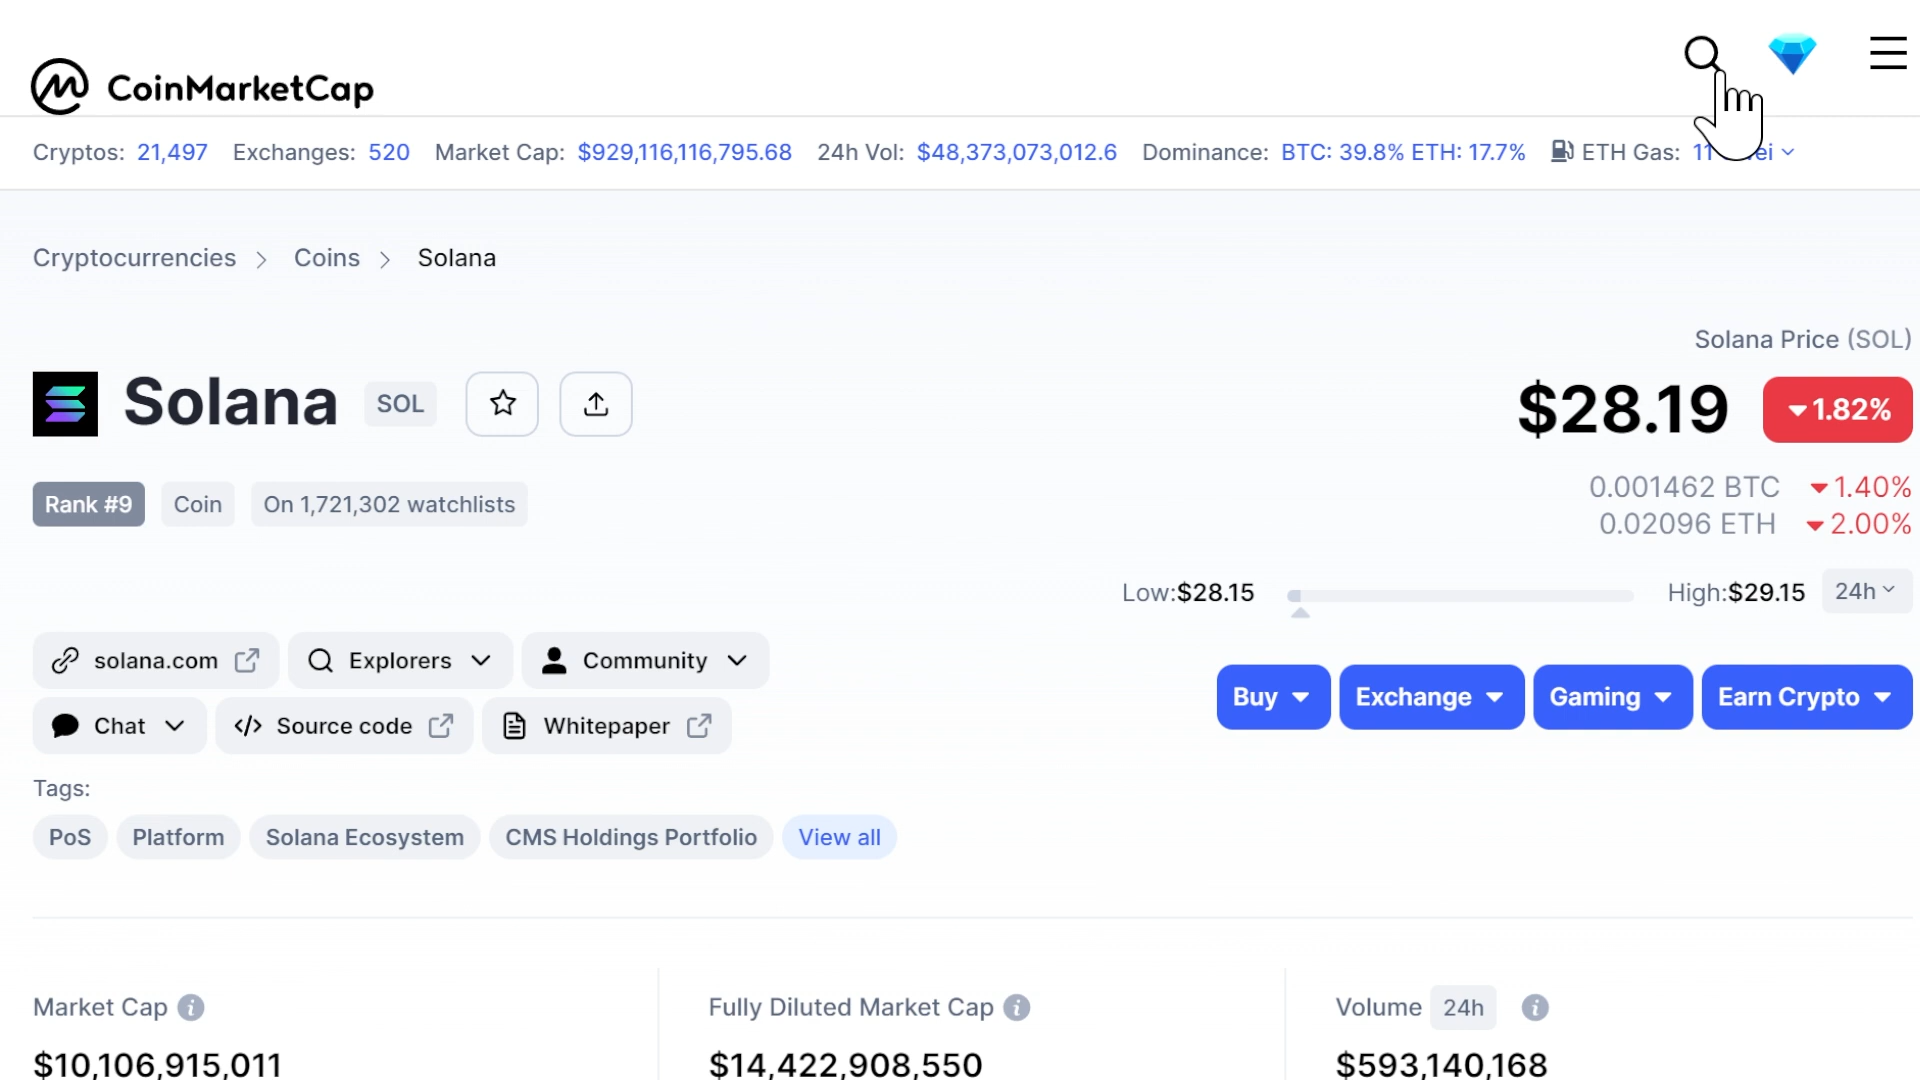 CoinMarketCap
Cryptos: 21,497 Exchanges: 520 Market Cap: $929,116,116,795.68 24h Vol: $48,373,073,012.6 Dominance: BTC: 39.8% ETH: 17.7% ETH Gas:
Cryptocurrencies > Coins > Solana
Solana Price (SOL)
Solana SOL
$28.19 1.82%
Rank #9 Coin On 1,721,302 watchlists
0.001462 BTC 1.40%
0.02096 ETH 2.00%
Low:$28.15 High:$29.15 24h
solana.com Explorers Community
Buy Exchange Gaming Earn Crypto
Chat </> Source code Whitepaper
Tags:
PoS Platform Solana Ecosystem CMS Holdings Portfolio View all
Market Cap Fully Diluted Market Cap Volume 24h
$10,106,915,011 $14,422,908,550 $593,140,168